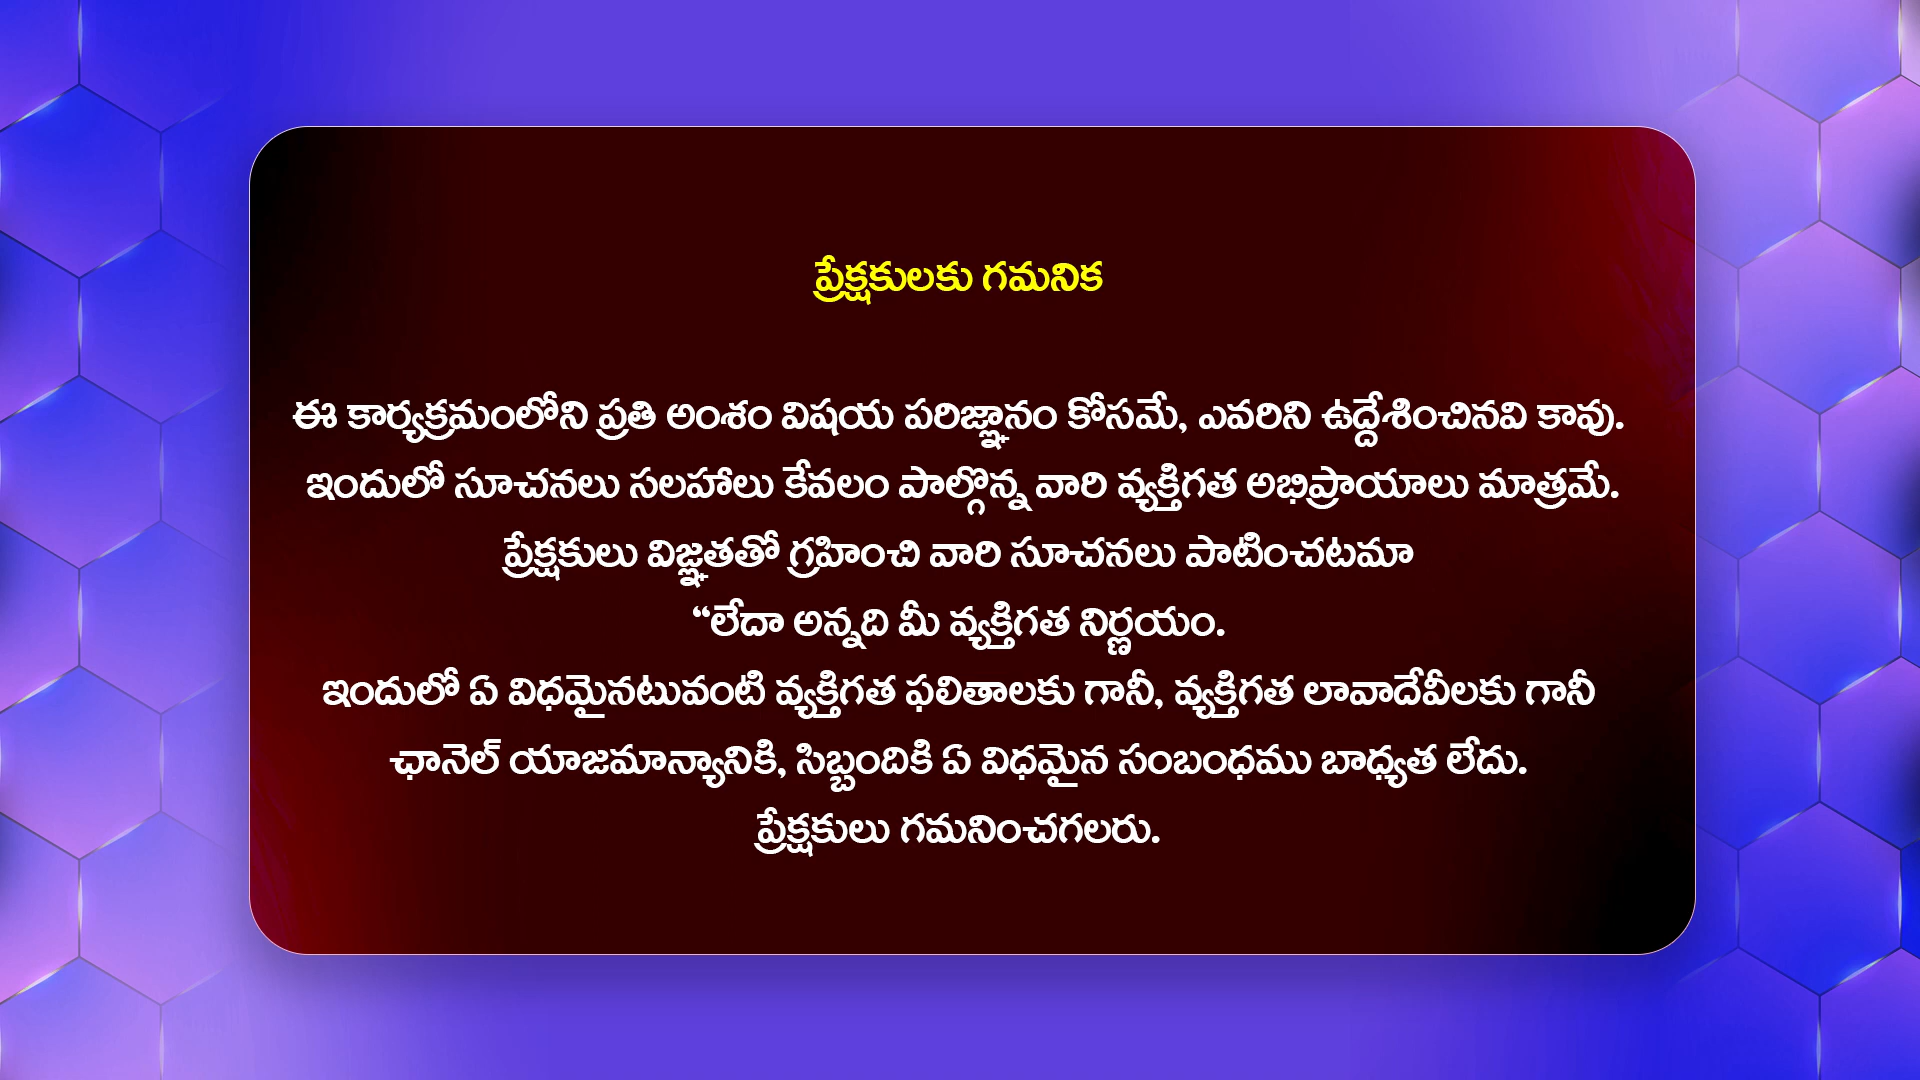 ప్రేక్షకులకు గమనిక
ఈ కార్యక్రమంలోని ప్రతి అంశం విషయ పరిజ్ఞానం కోసమే, ఎవరిని ఉద్దేశించినవి కావు.
ఇందులో సూచనలు సలహాలు కేవలం పాల్గొన్న వారి వ్యక్తిగత అభిప్రాయాలు మాత్రమే.
ప్రేక్షకులు విజ్ఞతతో గ్రహించి వారి సూచనలు పాటించటమా
“లేదా అన్నది మీ వ్యక్తిగత నిర్ణయం.
ఇందులో ఏ విధమైనటువంటి వ్యక్తిగత ఫలితాలకు గానీ, వ్యక్తిగత లావాదేవీలకు గానీ
ఛానెల్ యాజమాన్యానికి, సిబ్బందికి ఏ విధమైన సంబంధము బాధ్యత లేదు.
ప్రేక్షకులు గమనించగలరు.